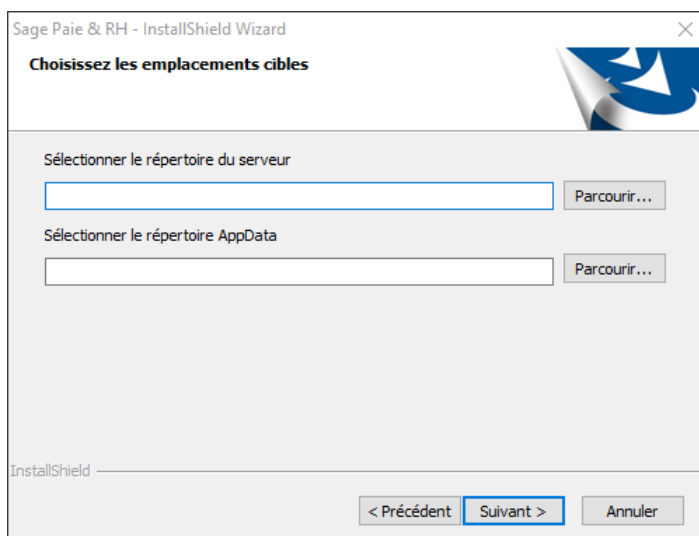 Sage Paie & RH - InstallShield Wizard
Choisissez les emplacements cibles
Sélectionner le répertoire du serveur
Parcourir...
Sélectionner le répertoire AppData
Parcourir...
InstallShield
< Précédent Suivant > Annuler